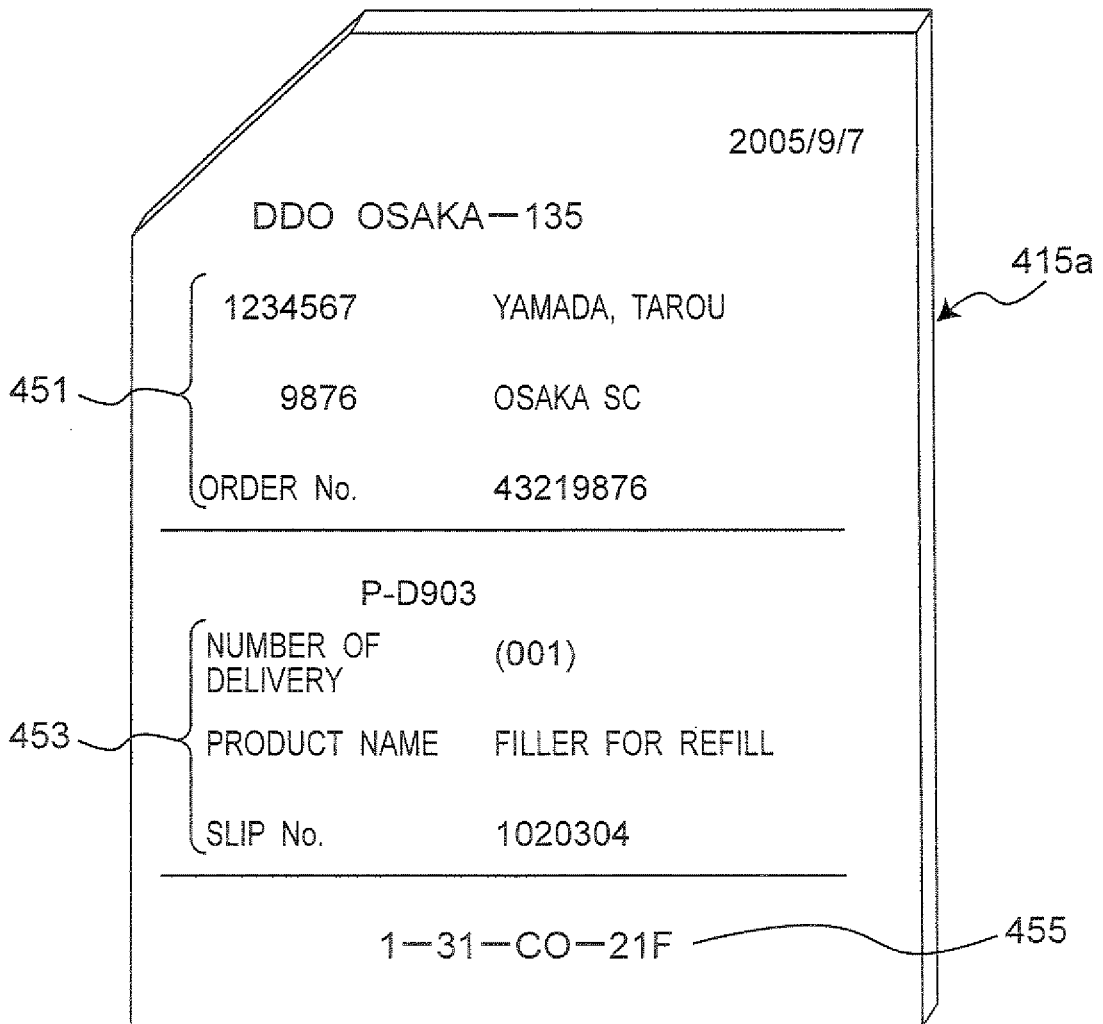 2005/9/7
DDO OSAKA—135
415a
1234567 YAMADA, TAROU
451
9876 OSAKA SC
ORDER No. 43219876
P-D903
NUMBER OF
DELIVERY (001)
453
PRODUCT NAME FILLER FOR REFILL
SLIP No. 1020304
1—31—CO—21F
455